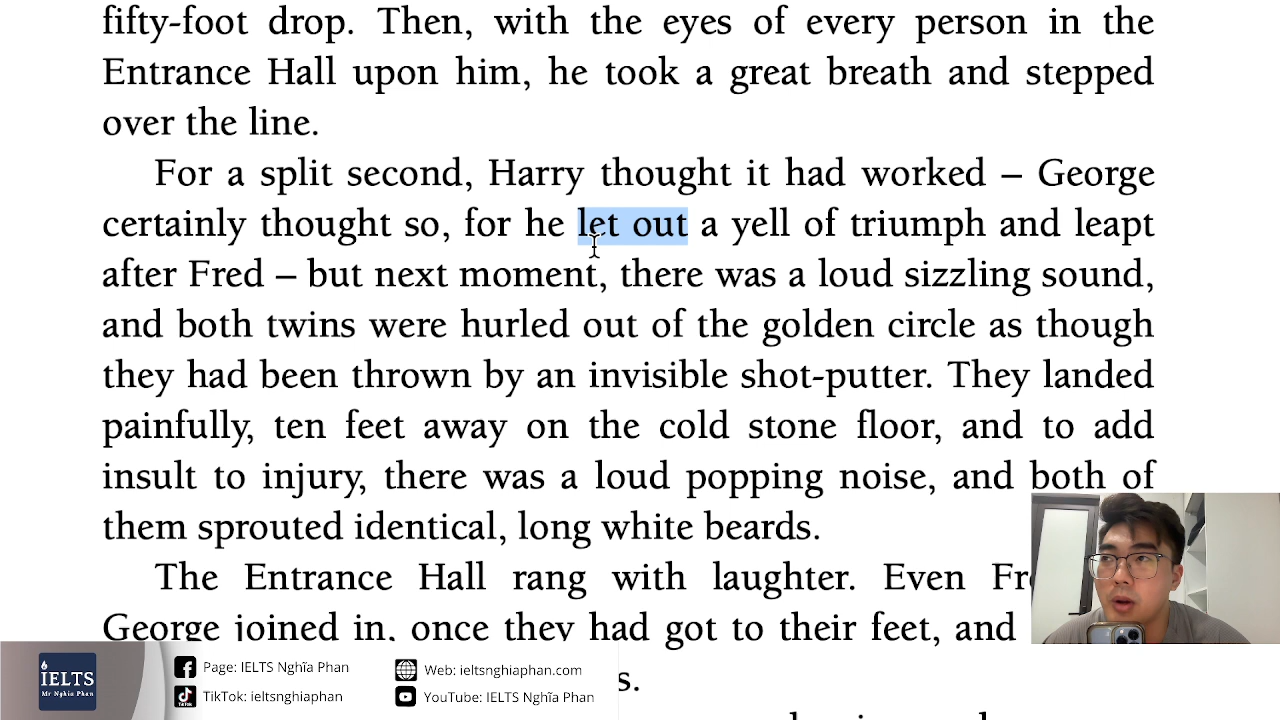 fifty-foot drop. Then, with the eyes of every person in the
Entrance Hall upon him, he took a great breath and stepped
over the line.
For a split second, Harry thought it had worked – George
certainly thought so, for he let out a yell of triumph and leapt
after Fred – but next moment, there was a loud sizzling sound,
and both twins were hurled out of the golden circle as though
they had been thrown by an invisible shot-putter. They landed
painfully, ten feet away on the cold stone floor, and to add
insult to injury, there was a loud popping noise, and both of
them sprouted identical, long white beards.
The Entrance Hall rang with laughter. Even
George joined in, once they had got to their feet, and
s.
IELTS
Mr Nghia Phan
Page: IELTS Nghĩa Phan
TikTok: ieltsnghiaphan
Web: ieltsnghiaphan.com
YouTube: IELTS Nghĩa Phan